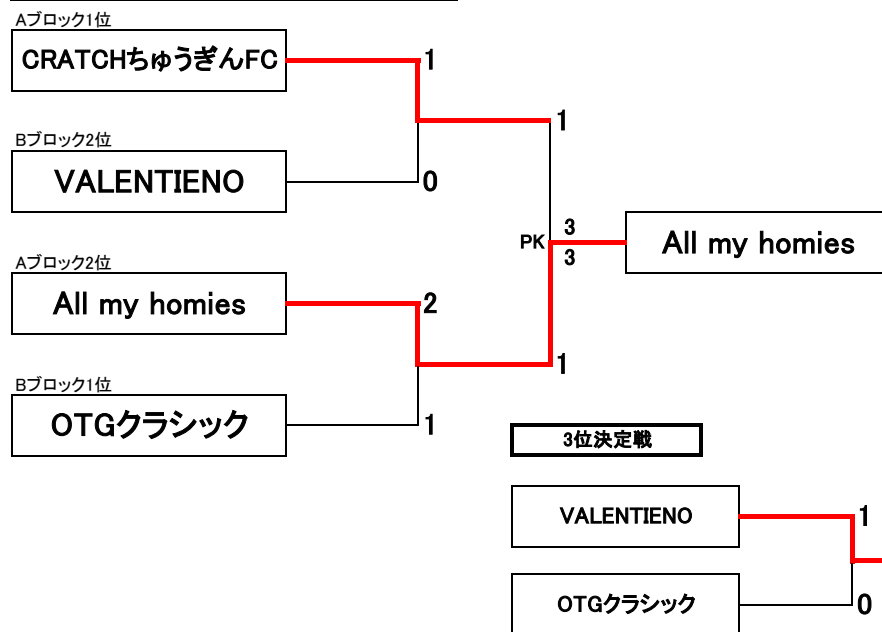 Aブロック1位
CRATCHちゅうぎんFC
1
1
Bブロック2位
VALENTIENO
0
PK
3
3
All my homies
Aブロック2位
All my homies
2
1
Bブロック1位
OTGクラシック
1
3位決定戦
VALENTIENO
1
OTGクラシック
0